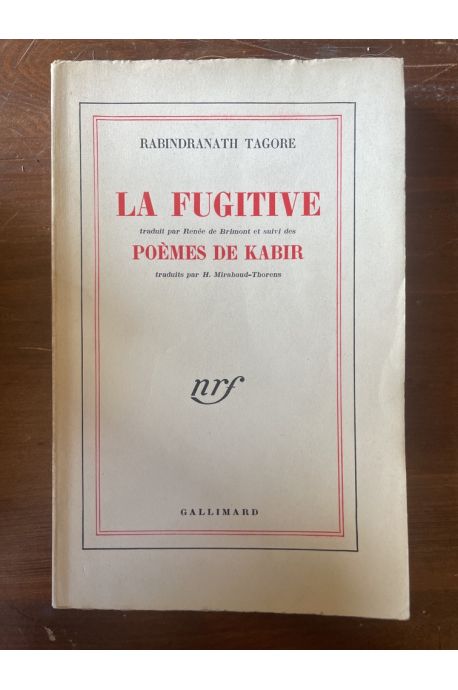 RABINDRANATH TAGORE
LA FUGITIVE
traduit par Renée de Brimont et suivi des
POÈMES DE KABIR
traduits par H. Mirabaud-Thorens
nrf
GALLIMARD